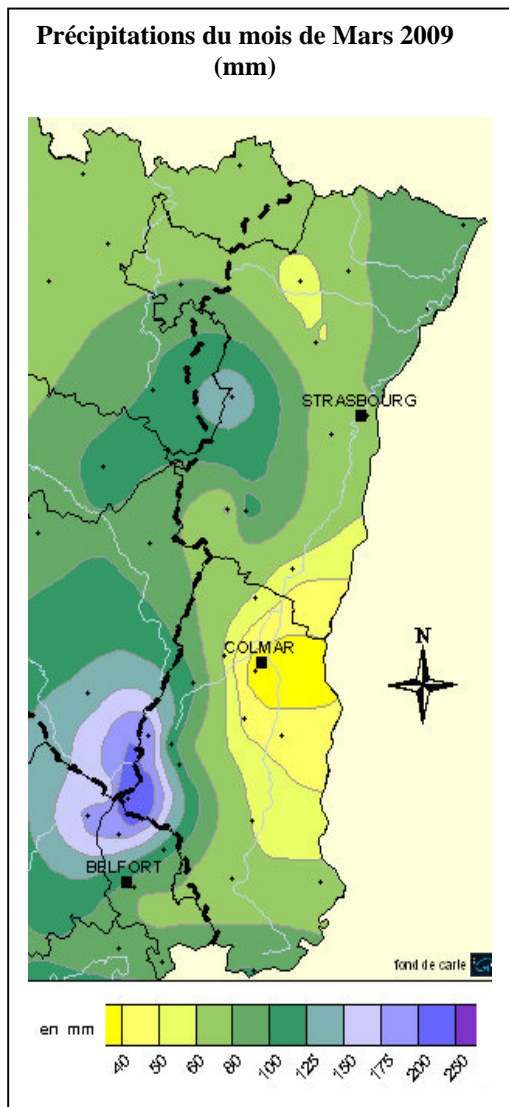 Précipitations du mois de Mars 2009
(mm)
STRASBOURG
COLMAR
N
BELFORT
fond de carte
en mm
40 50 60 80 100 125 150 175 200 250